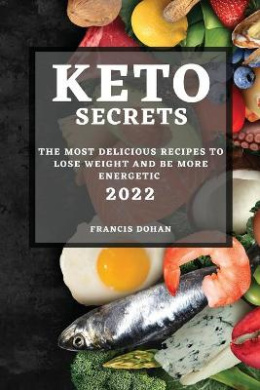 KETO
SECRETS
THE MOST DELICIOUS RECIPES TO
LOSE WEIGHT AND BE MORE
ENERGETIC
2022
FRANCIS DOHAN